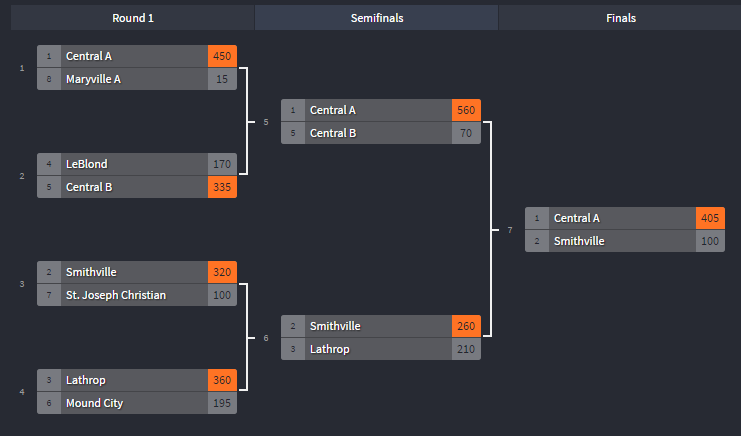 Round 1 Semifinals Finals
1
1 Central A 450
8 Maryville A 15
2
4 LeBlond 170
5 Central B 335
3
2 Smithville 320
7 St. Joseph Christian 100
4
3 Lathrop 360
6 Mound City 195
5
1 Central A 560
5 Central B 70
6
2 Smithville 260
3 Lathrop 210
7
1 Central A 405
2 Smithville 100